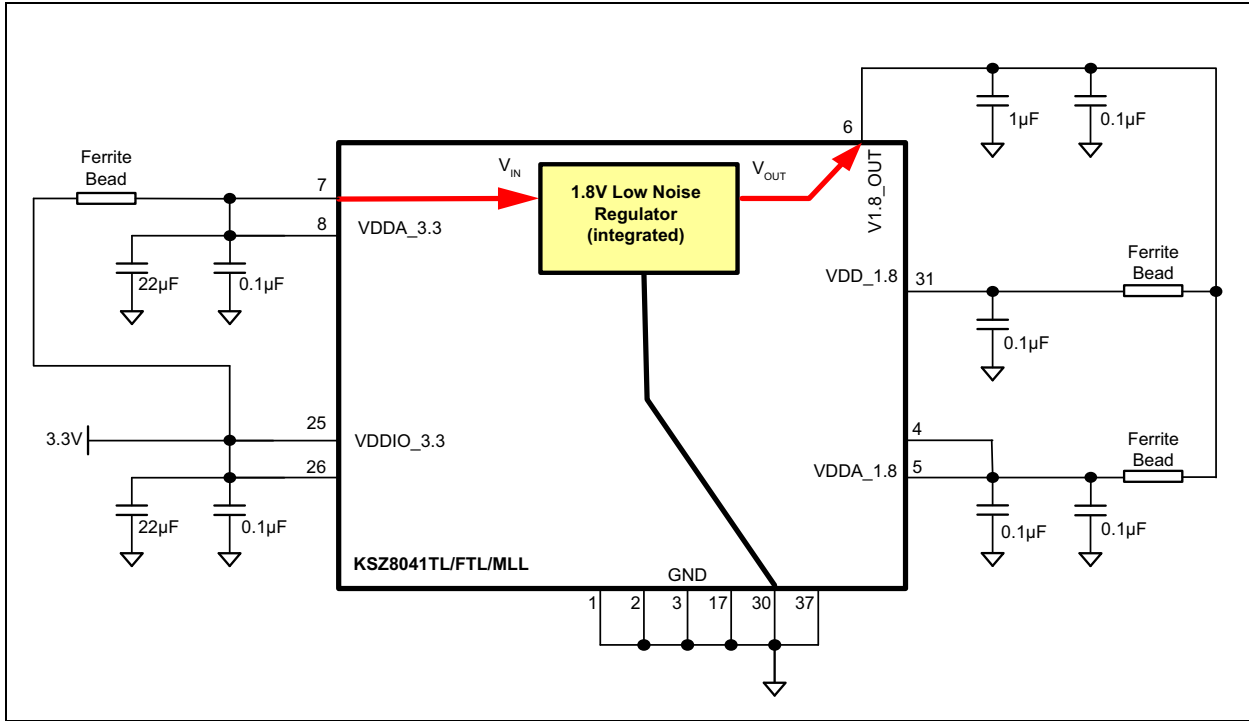 6
1µF
0.1µF
Ferrite
Bead
7
V_IN
1.8V Low Noise
Regulator
(integrated)
V_OUT
V1.8_OUT
8
VDDA_3.3
22µF
0.1µF
VDD_1.8
31
Ferrite
Bead
0.1µF
3.3V
25
VDDIO_3.3
26
4
VDDA_1.8
5
Ferrite
Bead
22µF
0.1µF
0.1µF
0.1µF
KSZ8041TL/FTL/MLL
GND
1
2
3
17
30
37